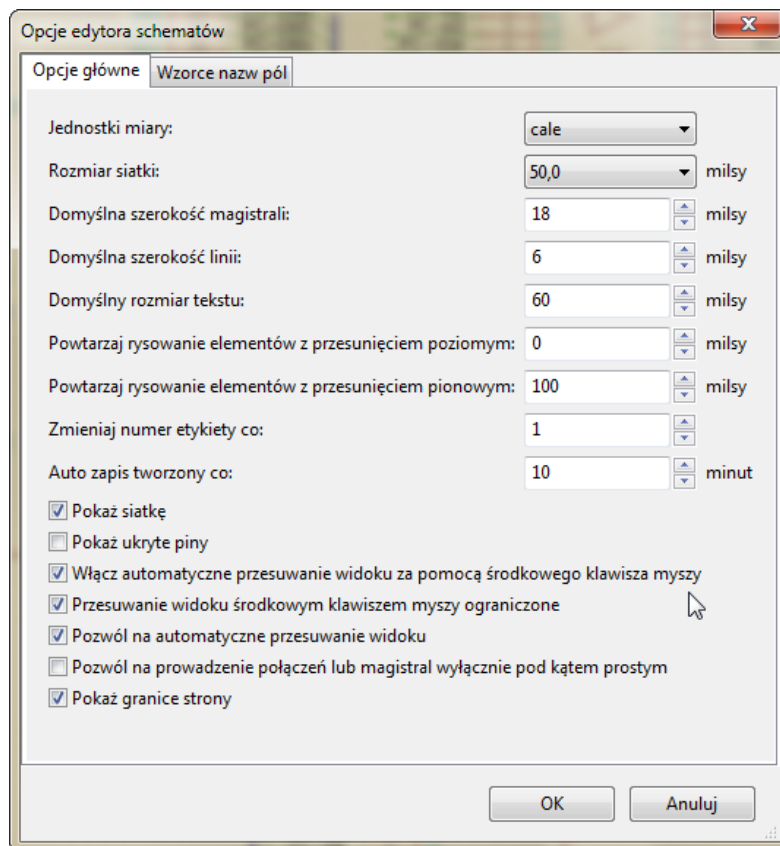 Opcje edytora schematów
Opcje główne Wzorce nazw pól
Jednostki miary: cale
Rozmiar siatki: 50,0 milsy
Domyślna szerokość magistrali: 18 milsy
Domyślna szerokość linii: 6 milsy
Domyślny rozmiar tekstu: 60 milsy
Powtarzaj rysowanie elementów z przesunięciem poziomym: 0 milsy
Powtarzaj rysowanie elementów z przesunięciem pionowym: 100 milsy
Zmieniaj numer etykiety co: 1
Auto zapis tworzony co: 10 minut
Pokaż siatkę
Pokaż ukryte piny
Włącz automatyczne przesuwanie widoku za pomocą środkowego klawisza myszy
Przesuwanie widoku środkowym klawiszem myszy ograniczone
Pozwól na automatyczne przesuwanie widoku
Pozwól na prowadzenie połączeń lub magistral wyłącznie pod kątem prostym
Pokaż granice strony
OK Anuluj